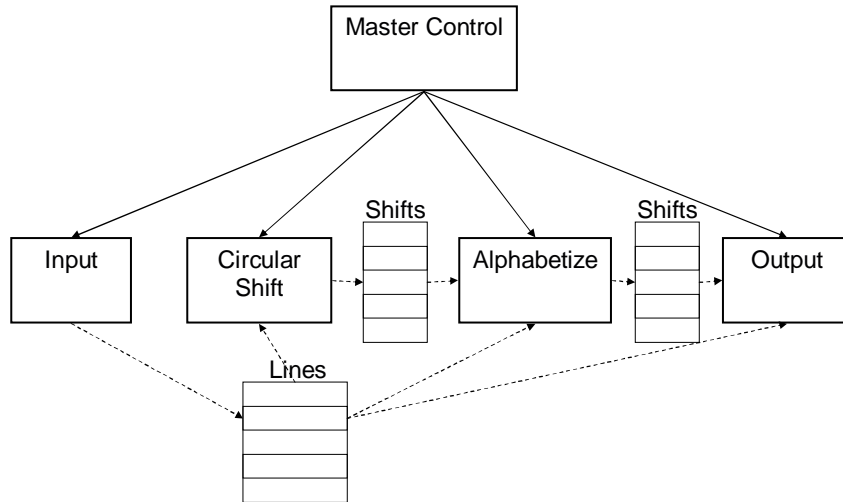 Master Control
Shifts
Shifts
Input
Circular
Shift
Alphabetize
Output
Lines